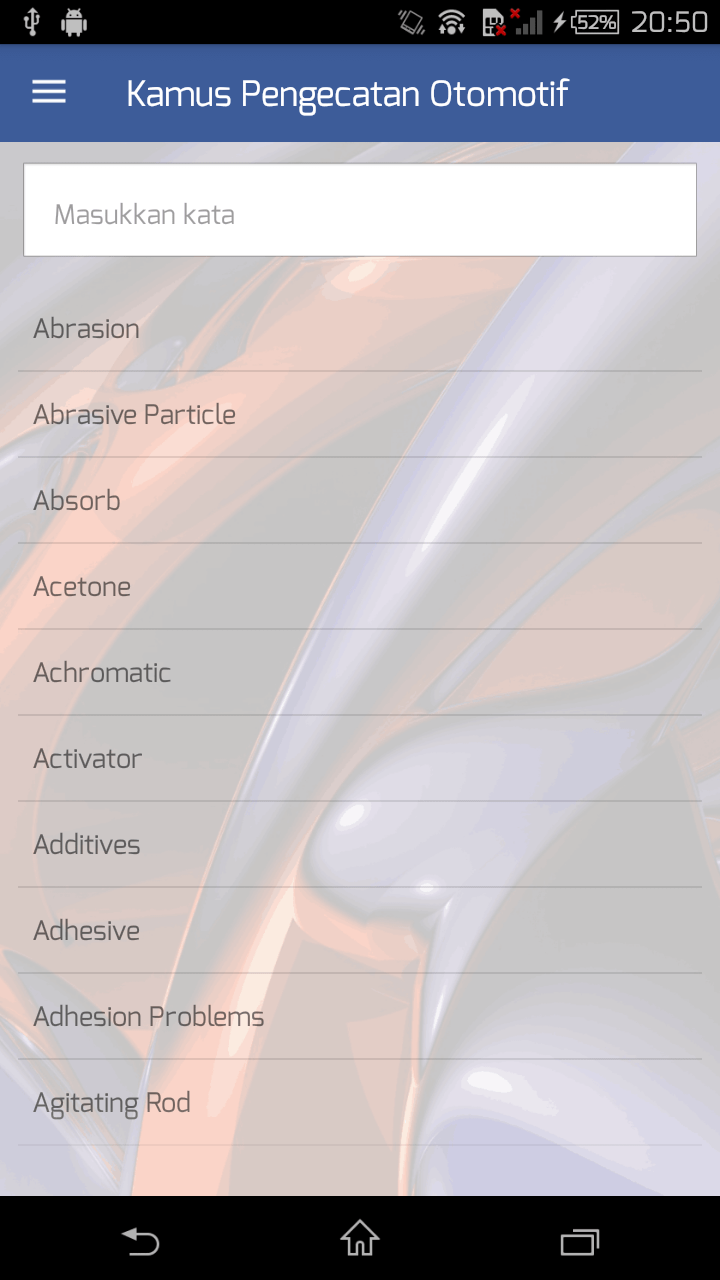 52% 20:50
Kamus Pengecatan Otomotif
Masukkan kata
Abrasion
Abrasive Particle
Absorb
Acetone
Achromatic
Activator
Additives
Adhesive
Adhesion Problems
Agitating Rod